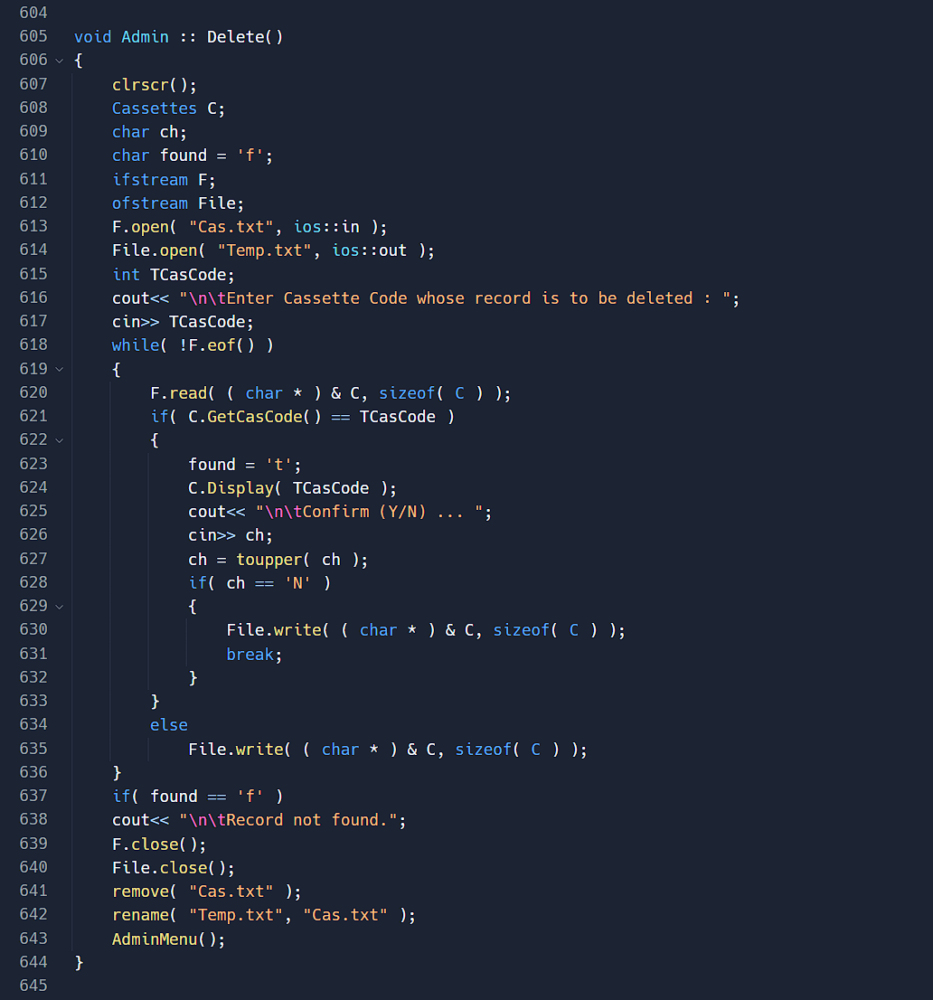 604
605 void Admin :: Delete()
606 {
607     clrscr();
608     Cassettes C;
609     char ch;
610     char found = 'f';
611     ifstream F;
612     ofstream File;
613     F.open( "Cas.txt", ios::in );
614     File.open( "Temp.txt", ios::out );
615     int TCasCode;
616     cout<< "\n\tEnter Cassette Code whose record is to be deleted : ";
617     cin>> TCasCode;
618     while( !F.eof() )
619     {
620         F.read( ( char * ) & C, sizeof( C ) );
621         if( C.GetCasCode() == TCasCode )
622         {
623             found = 't';
624             C.Display( TCasCode );
625             cout<< "\n\tConfirm (Y/N) ... ";
626             cin>> ch;
627             ch = toupper( ch );
628             if( ch == 'N' )
629             {
630                 File.write( ( char * ) & C, sizeof( C ) );
631                 break;
632             }
633         }
634         else
635             File.write( ( char * ) & C, sizeof( C ) );
636     }
637     if( found == 'f' )
638     cout<< "\n\tRecord not found.";
639     F.close();
640     File.close();
641     remove( "Cas.txt" );
642     rename( "Temp.txt", "Cas.txt" );
643     AdminMenu();
644 }
645